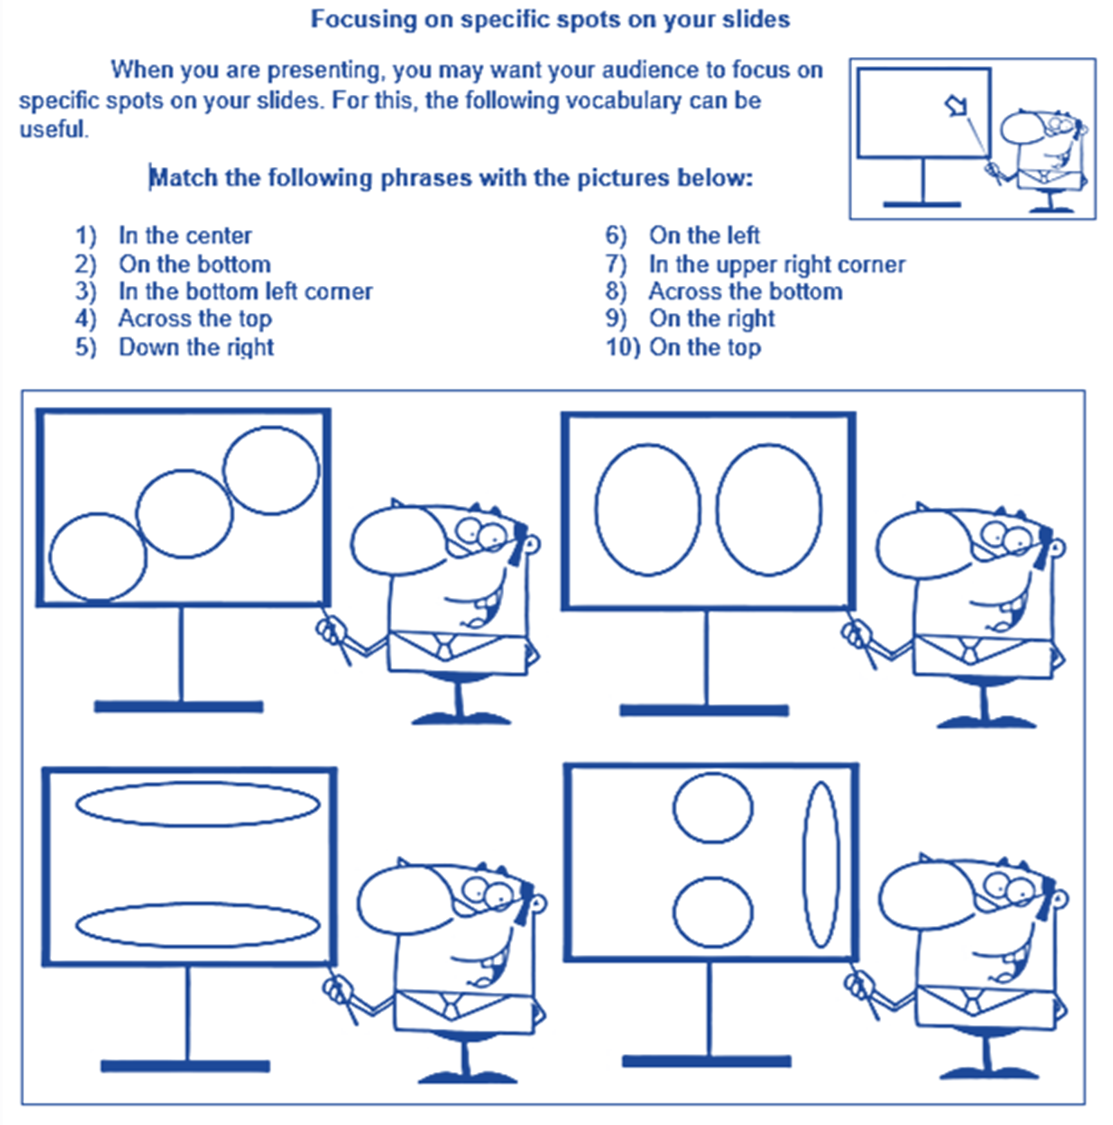 Focusing on specific spots on your slides
When you are presenting, you may want your audience to focus on
specific spots on your slides. For this, the following vocabulary can be
useful.
Match the following phrases with the pictures below:
1) In the center
2) On the bottom
3) In the bottom left corner
4) Across the top
5) Down the right
6) On the left
7) In the upper right corner
8) Across the bottom
9) On the right
10) On the top